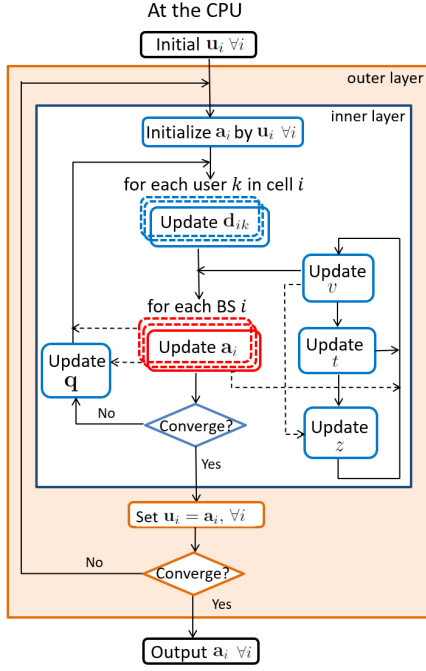 At the CPU
Initial u_i ∀i
outer layer
inner layer
Initialize a_i by u_i ∀i
for each user k in cell i
Update d_{ik}
Update
v
for each BS i
Update a_i
Update
q
Update
t
No
Converge?
Update
z
Yes
Set u_i = a_i, ∀i
No
Converge?
Yes
Output a_i ∀i